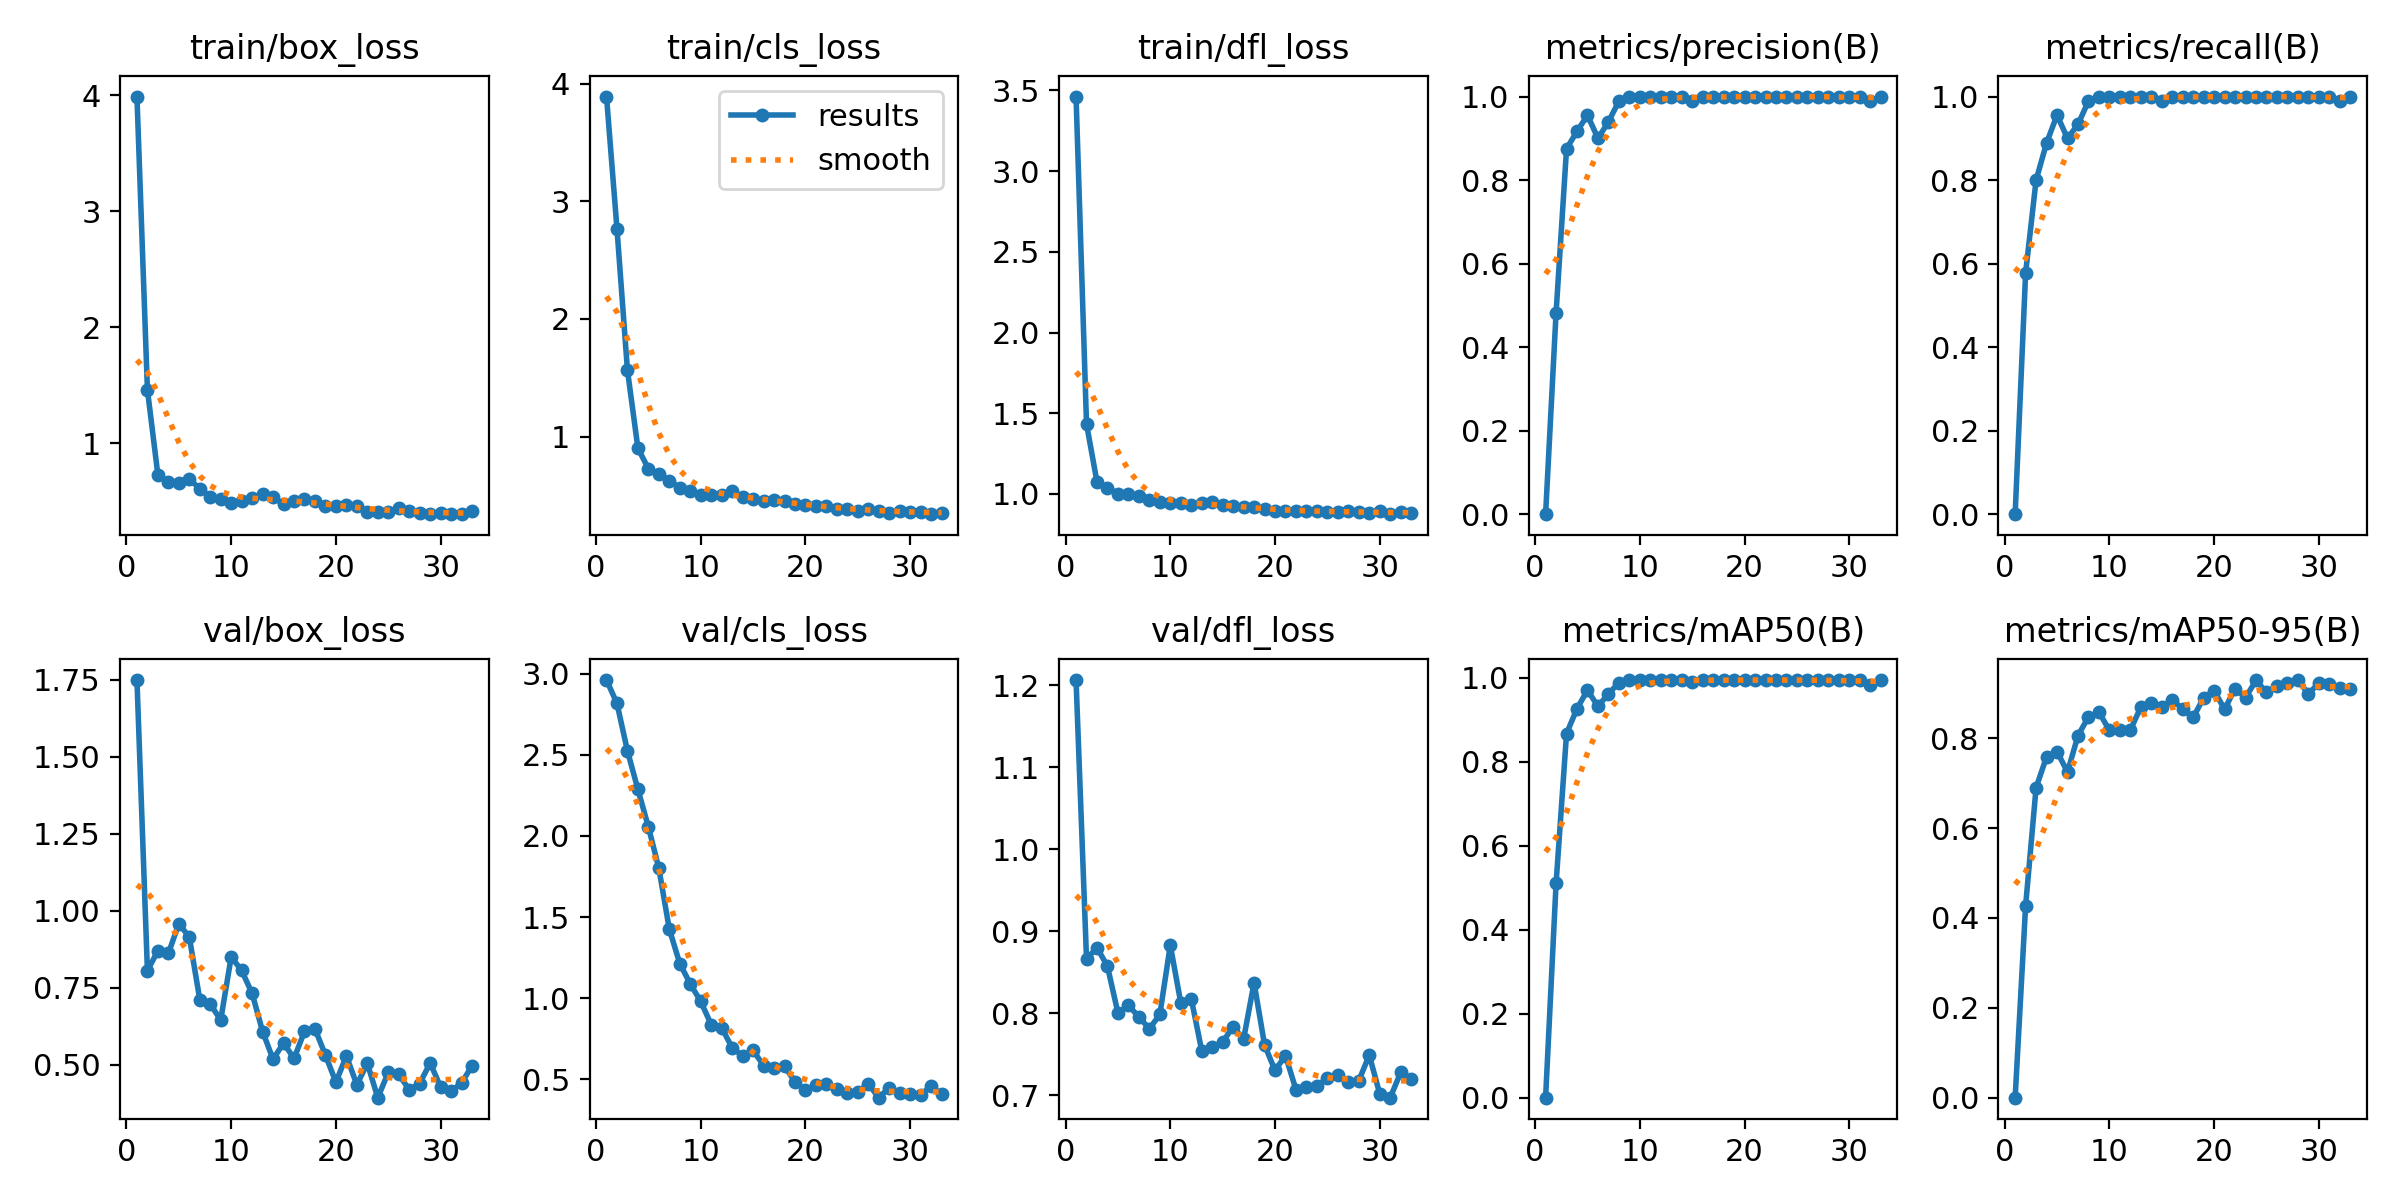 train/box_loss
4
3
2
1
0 10 20 30
train/cls_loss
results
smooth
4
3
2
1
0 10 20 30
train/dfl_loss
3.5
3.0
2.5
2.0
1.5
1.0
0 10 20 30
metrics/precision(B)
1.0
0.8
0.6
0.4
0.2
0.0
0 10 20 30
metrics/recall(B)
1.0
0.8
0.6
0.4
0.2
0.0
0 10 20 30
val/box_loss
1.75
1.50
1.25
1.00
0.75
0.50
0 10 20 30
val/cls_loss
3.0
2.5
2.0
1.5
1.0
0.5
0 10 20 30
val/dfl_loss
1.2
1.1
1.0
0.9
0.8
0.7
0 10 20 30
metrics/mAP50(B)
1.0
0.8
0.6
0.4
0.2
0.0
0 10 20 30
metrics/mAP50-95(B)
0.8
0.6
0.4
0.2
0.0
0 10 20 30